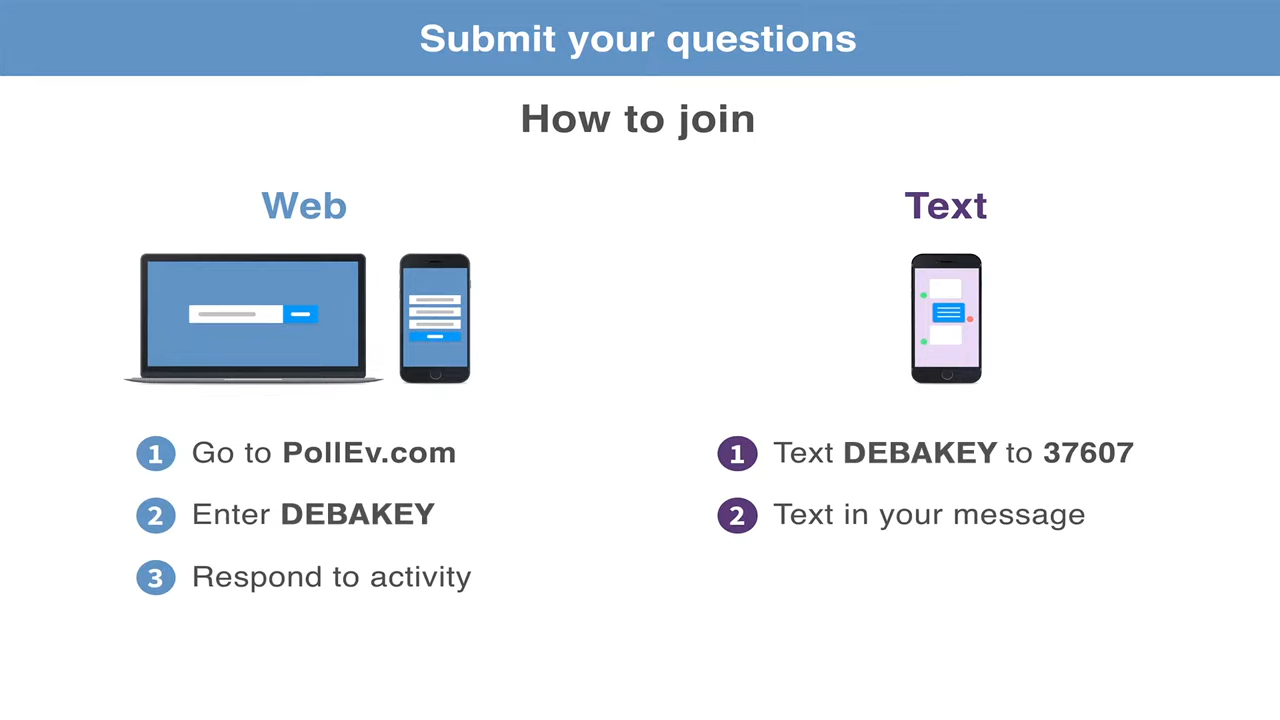 Submit your questions
How to join
Web
1 Go to PollEv.com
2 Enter DEBAKEY
3 Respond to activity
Text
1 Text DEBAKEY to 37607
2 Text in your message